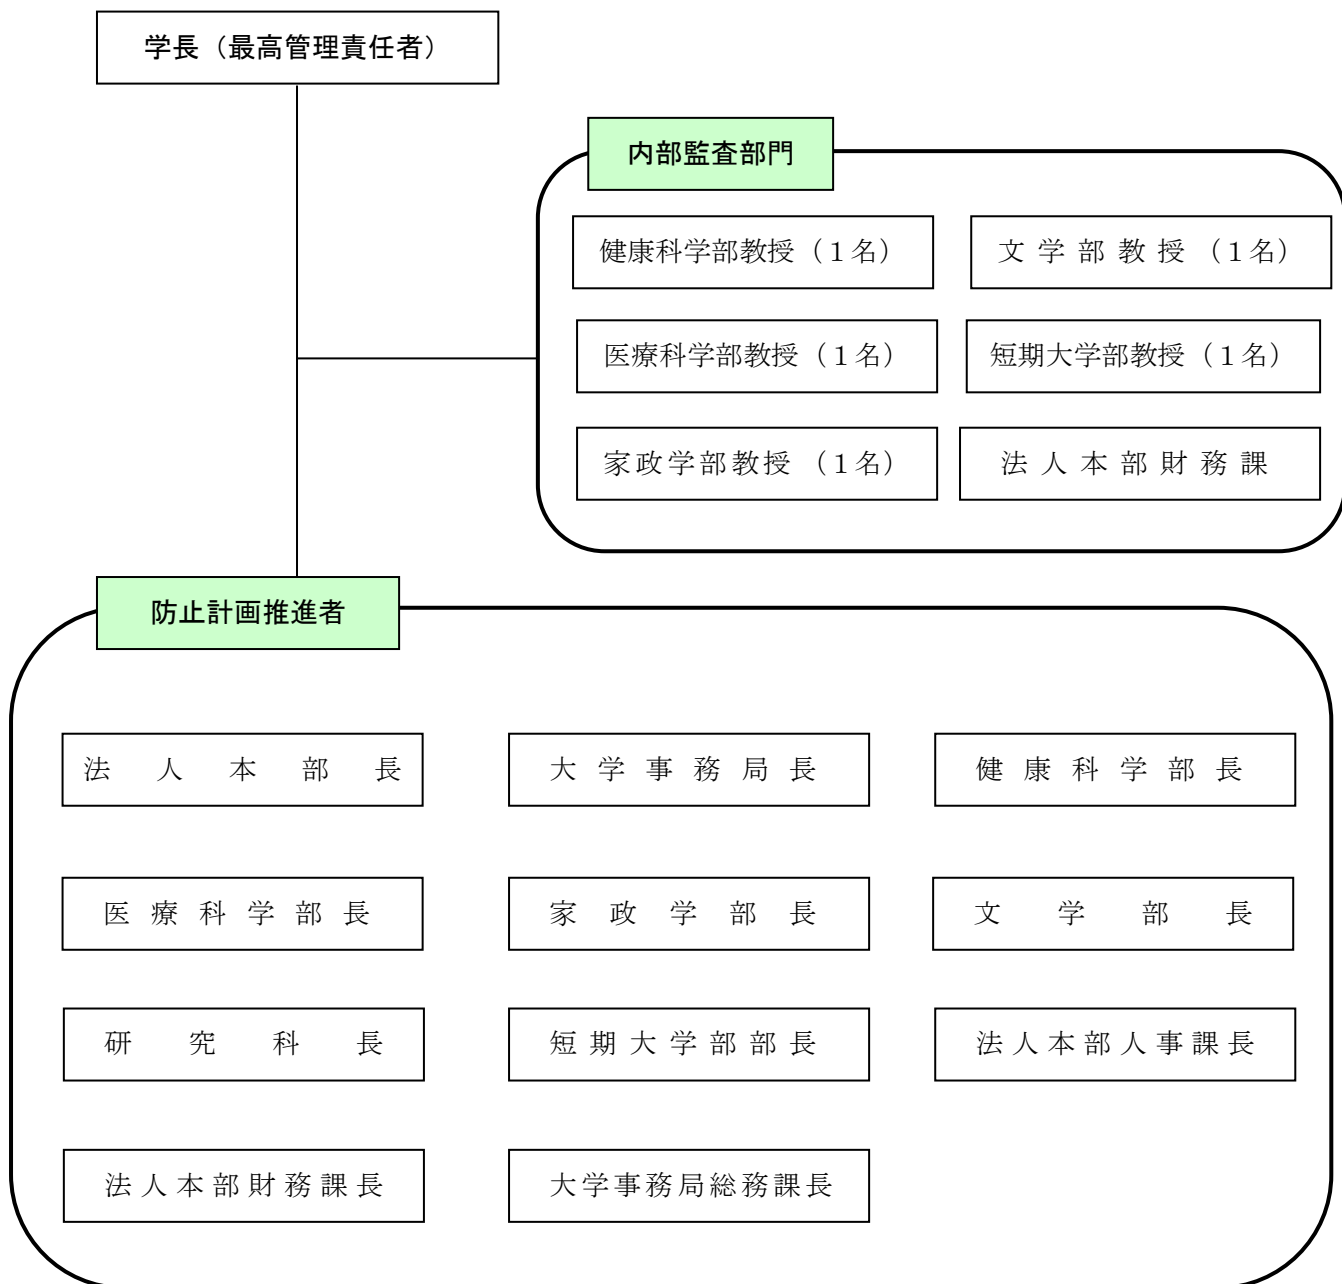 学長（最高管理責任者）
内部監査部門
健康科学部教授（１名）
文学部教授（１名）
医療科学部教授（１名）
短期大学部教授（１名）
家政学部教授（１名）
法人本部財務課
防止計画推進者
法人本部長
大学事務局長
健康科学部長
医療科学部長
家政学部長
文学部長
研究科長
短期大学部部長
法人本部人事課長
法人本部財務課長
大学事務局総務課長